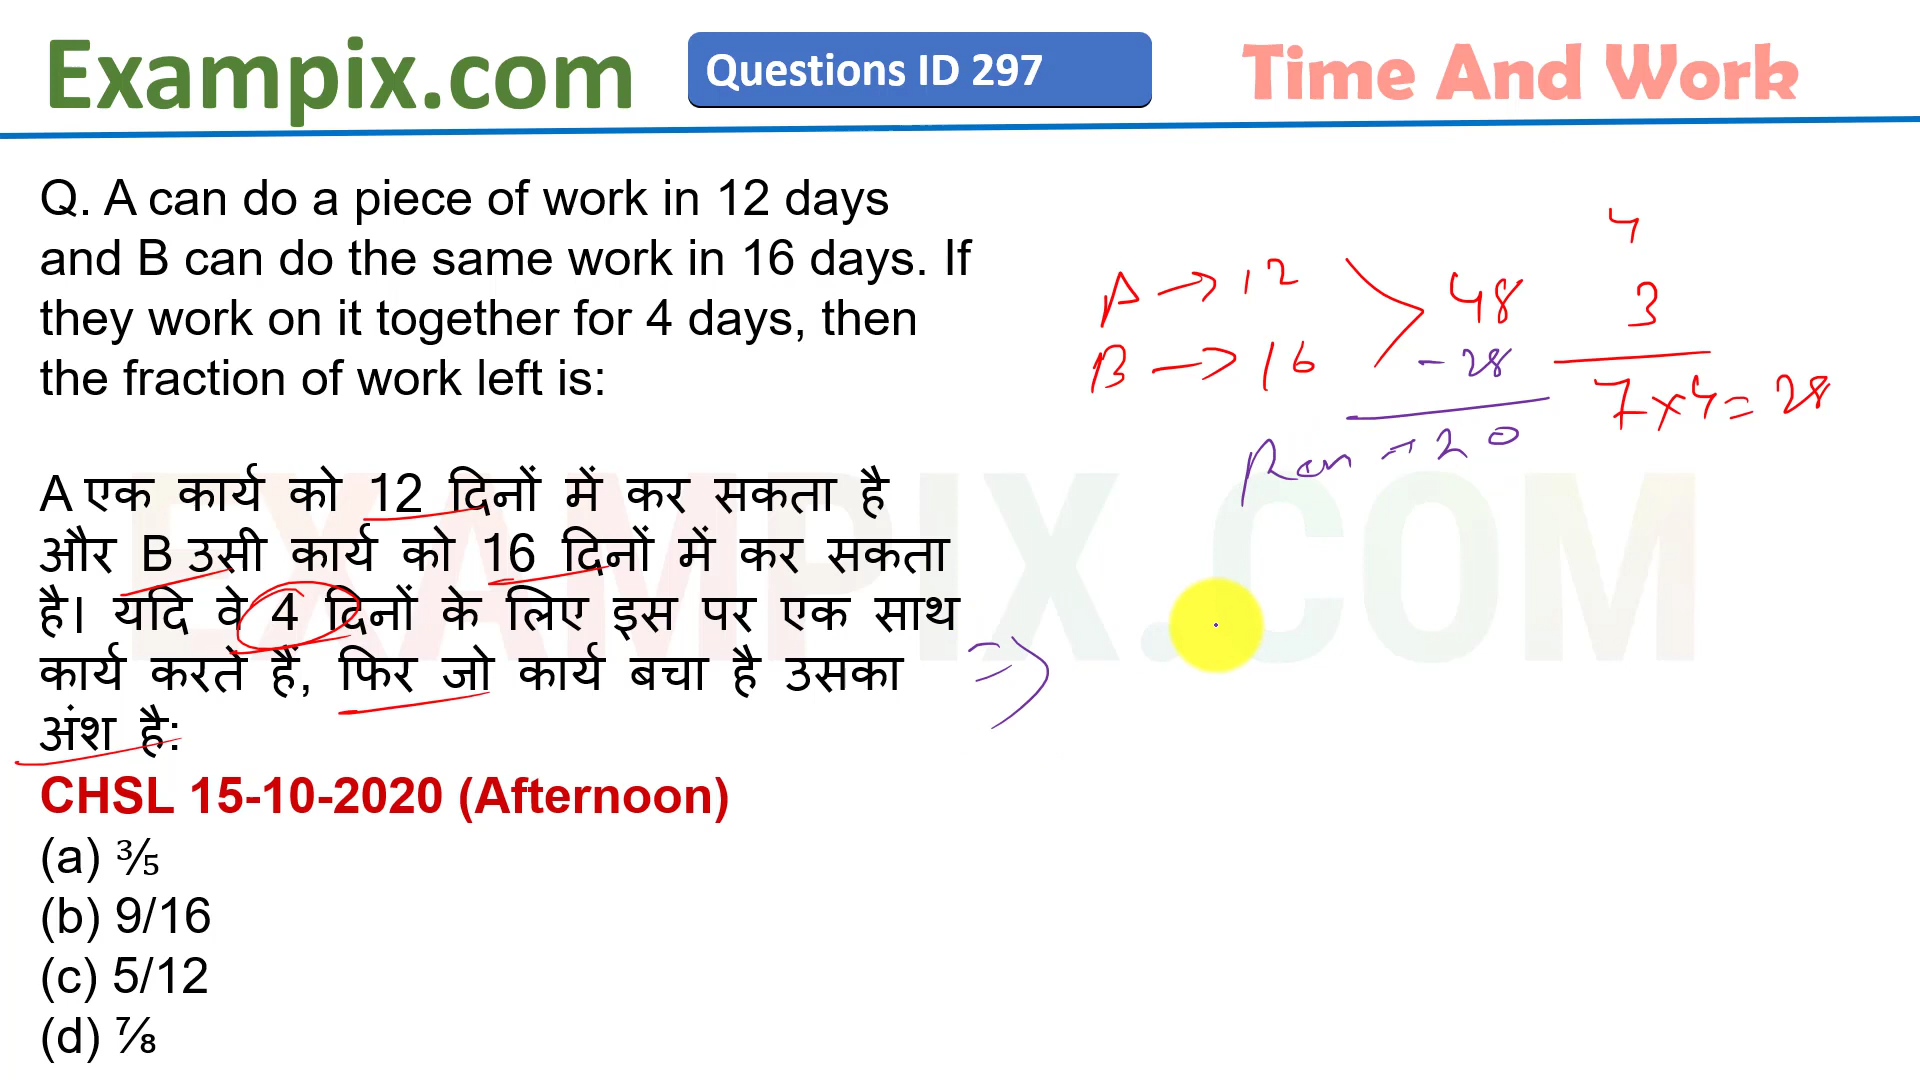 Exampix.com
Questions ID 297
Time And Work
Q. A can do a piece of work in 12 days
and B can do the same work in 16 days. If
they work on it together for 4 days, then
the fraction of work left is:
A एक कार्य को 12 दिनों में कर सकता है
और B उसी कार्य को 16 दिनों में कर सकता
है। यदि वे 4 दिनों के लिए इस पर एक साथ
कार्य करते हैं, फिर जो कार्य बचा है उसका
अंश है:
CHSL 15-10-2020 (Afternoon)
(a) ⅗
(b) 9/16
(c) 5/12
(d) ⅞
A → 12
B → 16
48
- 28
Rem → 20
4
3
7 × 4 = 28
⇒
EXAMPIX.COM